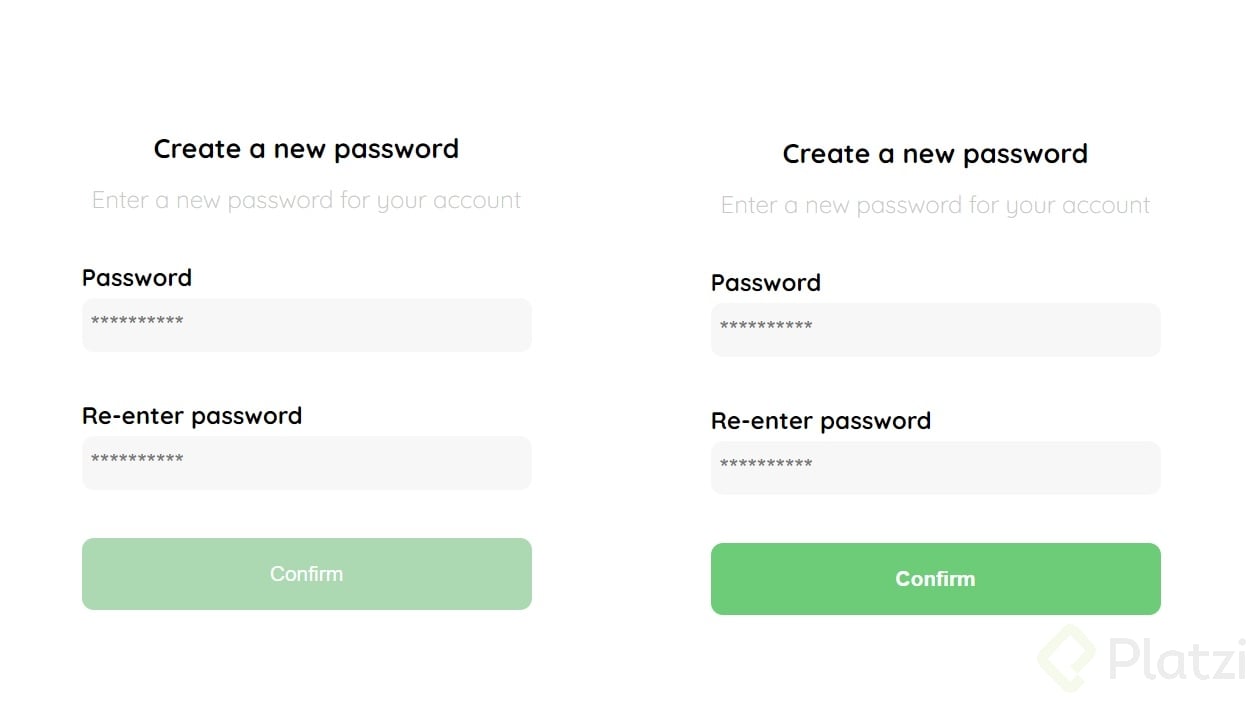 Create a new password
Enter a new password for your account
Password
**********
Re-enter password
**********
Confirm
Create a new password
Enter a new password for your account
Password
**********
Re-enter password
**********
Confirm
Platzi